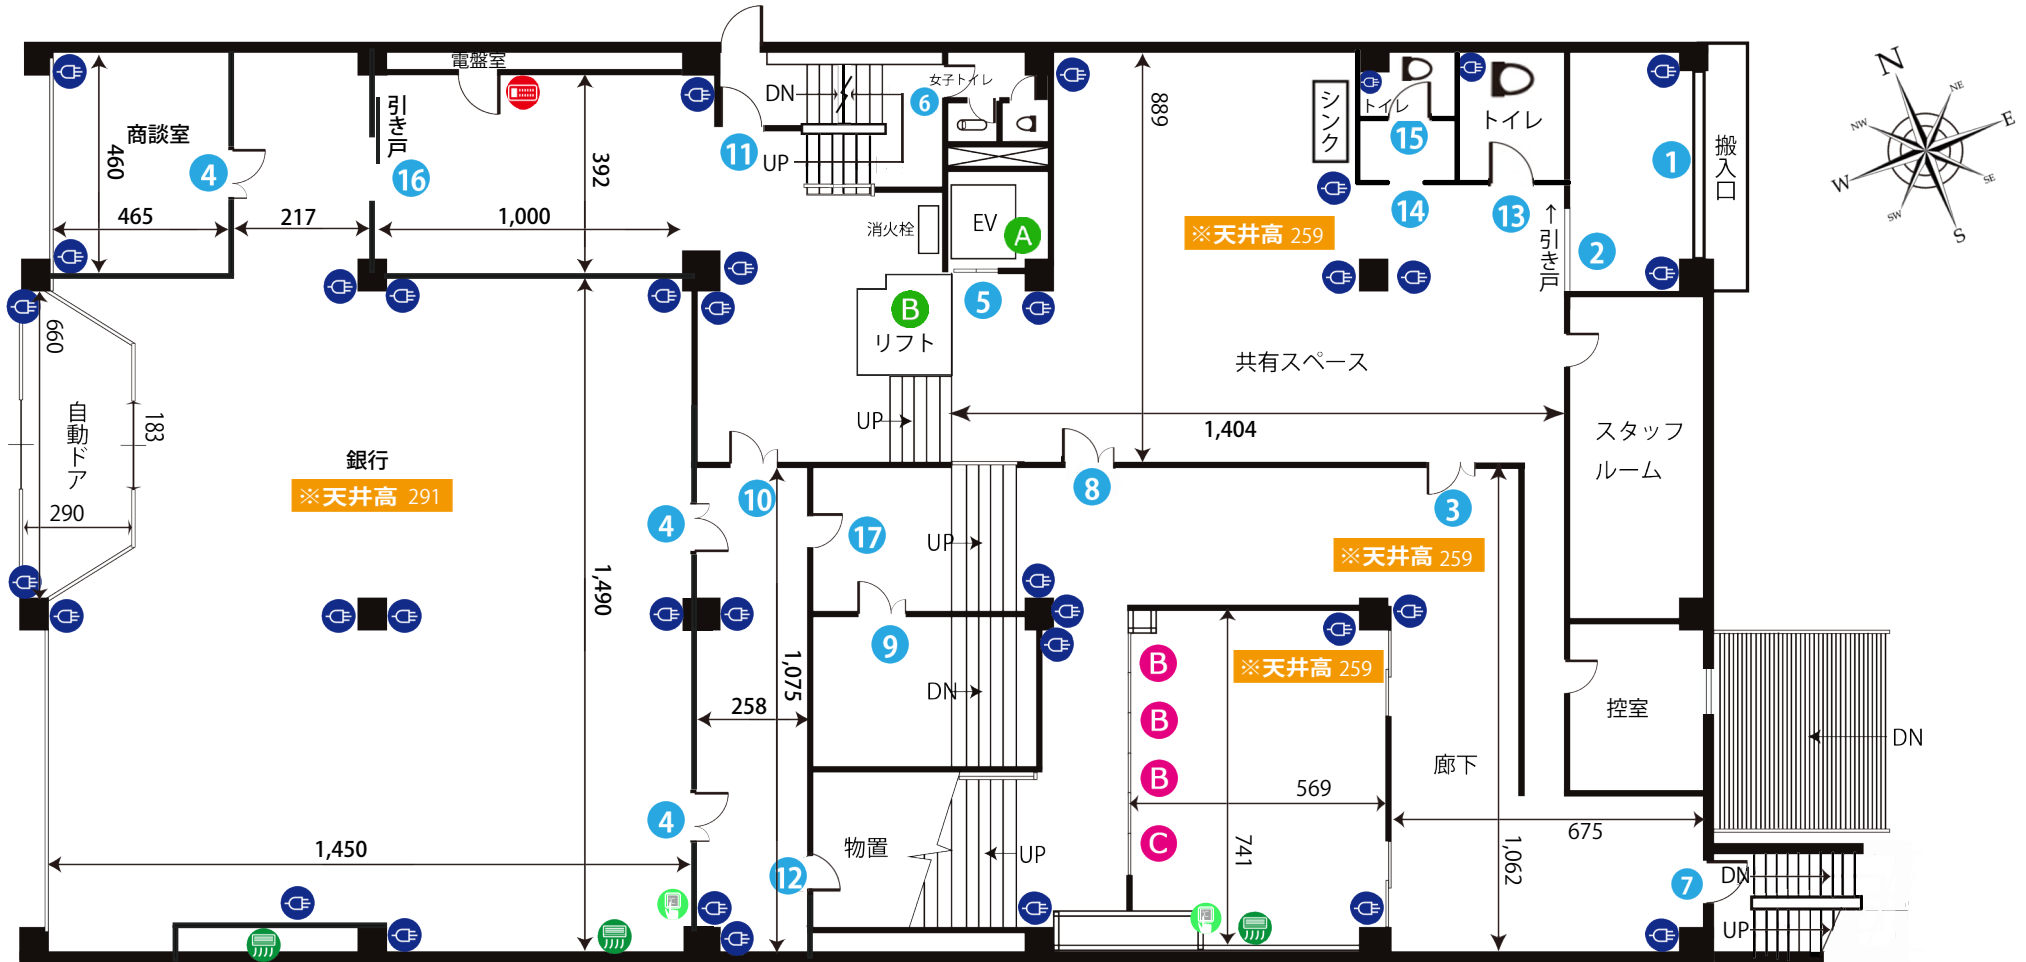 電盤室
商談室
引き戸
460
4
465
217
16
392
1,000
11
DN
UP
女子トイレ
6
消火栓
EV
A
B
リフト
5
UP
889
シンク
トイレ
15
トイレ
14
13
※天井高 259
↑引き戸
1
2
搬入口
N
NE
E
SE
S
SW
W
NW
共有スペース
1,404
スタッフ
ルーム
660
自動ドア
183
290
銀行
※天井高 291
1,490
1,450
4
4
10
17
UP
9
DN
258
1,075
12
物置
UP
8
3
※天井高 259
※天井高 259
B
B
B
C
569
741
廊下
1,062
675
控室
DN
7
DN
UP